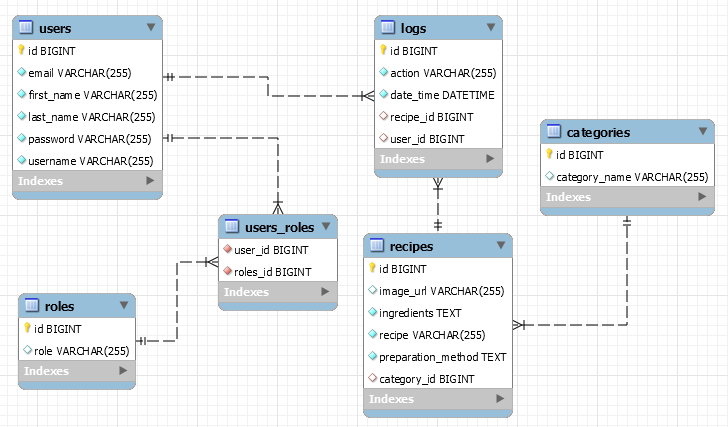 users
id BIGINT
email VARCHAR(255)
first_name VARCHAR(255)
last_name VARCHAR(255)
password VARCHAR(255)
username VARCHAR(255)
Indexes
logs
id BIGINT
action VARCHAR(255)
date_time DATETIME
recipe_id BIGINT
user_id BIGINT
Indexes
categories
id BIGINT
category_name VARCHAR(255)
Indexes
users_roles
user_id BIGINT
roles_id BIGINT
Indexes
recipes
id BIGINT
image_url VARCHAR(255)
ingredients TEXT
recipe VARCHAR(255)
preparation_method TEXT
category_id BIGINT
Indexes
roles
id BIGINT
role VARCHAR(255)
Indexes